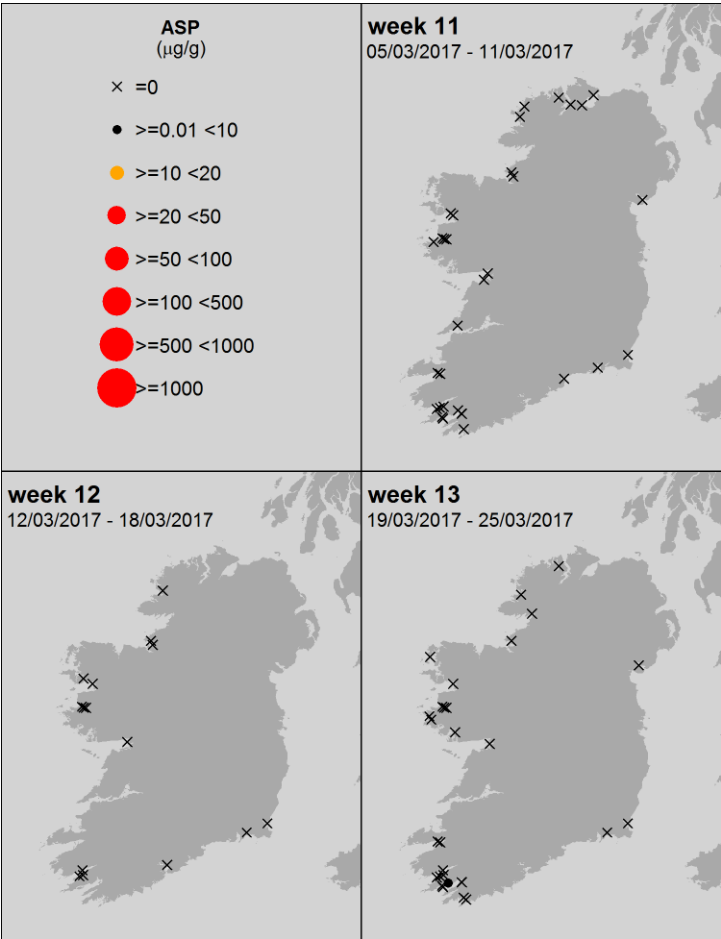 ASP
(µg/g)
=0
>=0.01 <10
>=10 <20
>=20 <50
>=50 <100
>=100 <500
>=500 <1000
>=1000
week 11
05/03/2017 - 11/03/2017
week 12
12/03/2017 - 18/03/2017
week 13
19/03/2017 - 25/03/2017